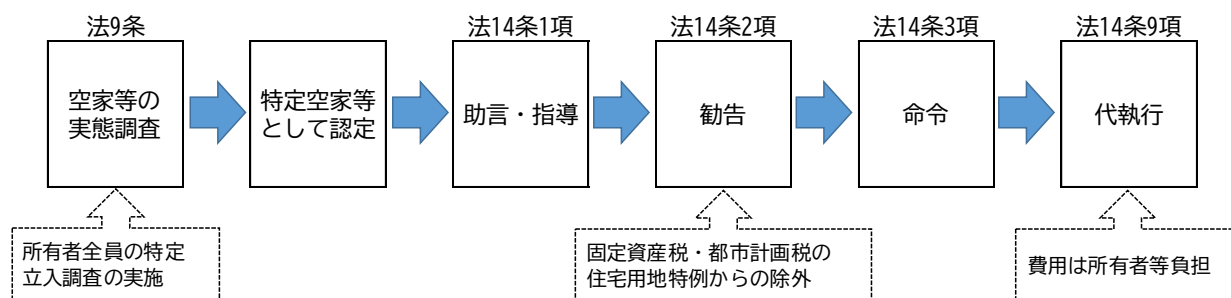 法9条
空家等の
実態調査
特定空家等
として認定
法14条1項
助言・指導
法14条2項
勧告
法14条3項
命令
法14条9項
代執行
所有者全員の特定
立入調査の実施
固定資産税・都市計画税の
住宅用地特例からの除外
費用は所有者等負担